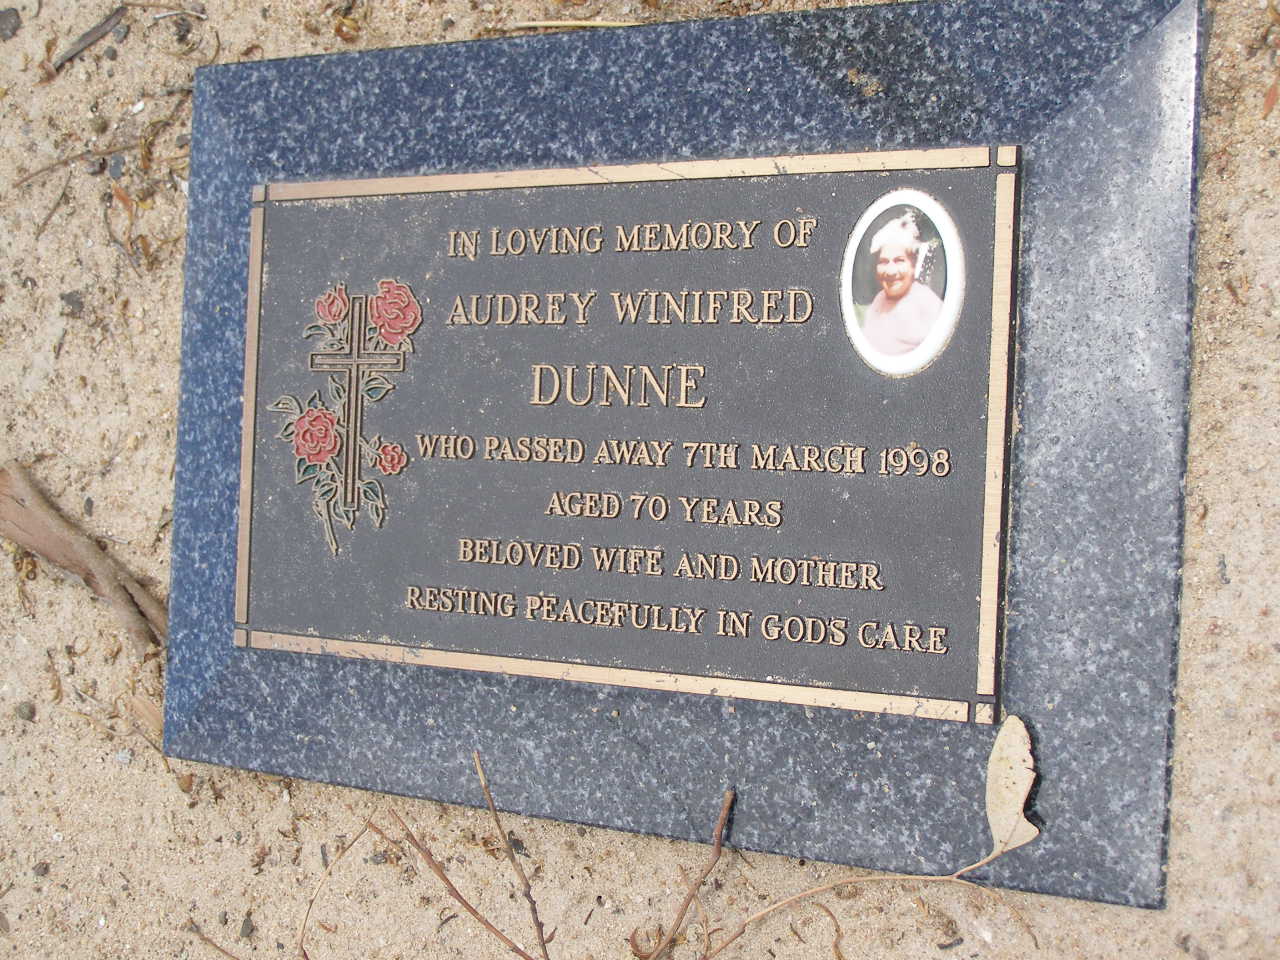 IN LOVING MEMORY OF
AUDREY WINIFRED
DUNNE
WHO PASSED AWAY 7TH MARCH 1998
AGED 70 YEARS
BELOVED WIFE AND MOTHER
RESTING PEACEFULLY IN GOD'S CARE